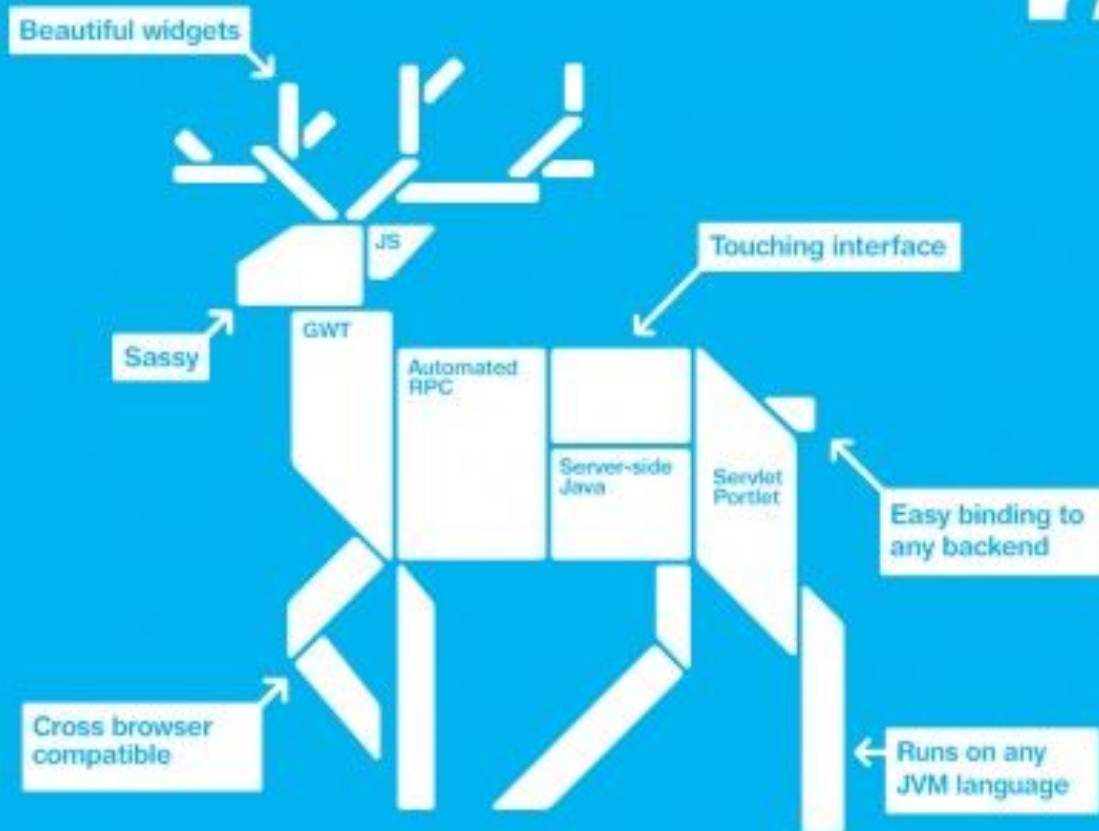 Beautiful widgets
JS
Touching interface
Sassy
GWT
Automated
RPC
Server-side
Java
Servlet
Portlet
Easy binding to
any backend
Cross browser
compatible
Runs on any
JVM language